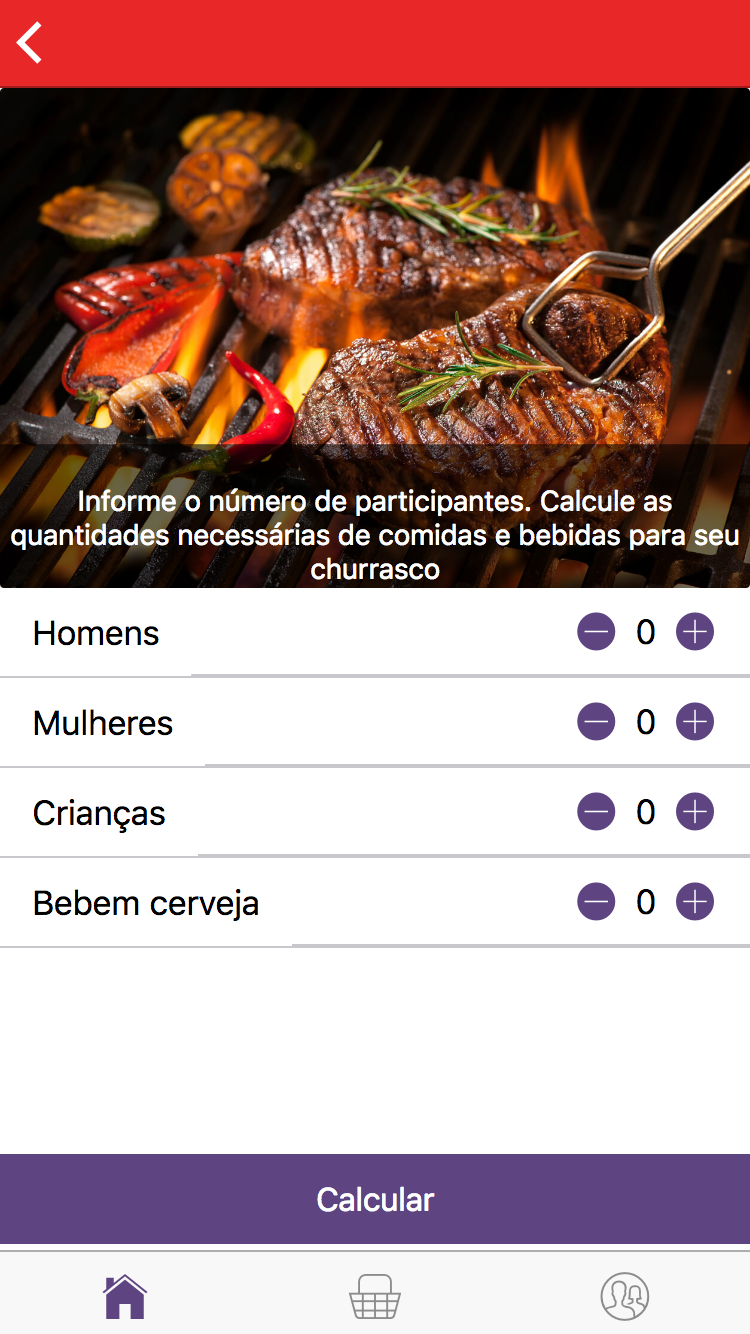 Informe o número de participantes. Calcule as
quantidades necessárias de comidas e bebidas para seu
churrasco
Homens 0
Mulheres 0
Crianças 0
Bebem cerveja 0
Calcular